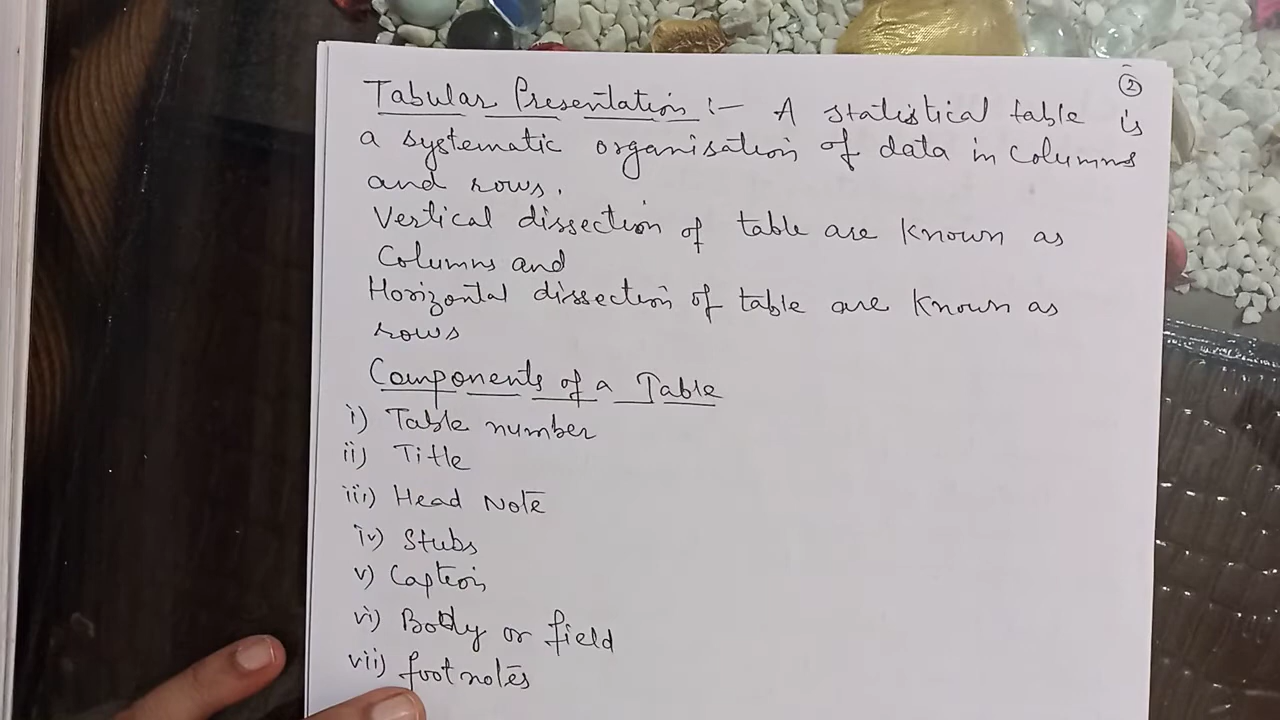 ②
Tabular Presentation :- A statistical table is
a systematic organisation of data in columns
and rows.
Vertical dissection of table are known as
Columns and
Horizontal dissection of table are known as
rows
Components of a Table
i) Table number
ii) Title
iii) Head Note
iv) Stubs
v) Caption
vi) Body or field
vii) footnotes